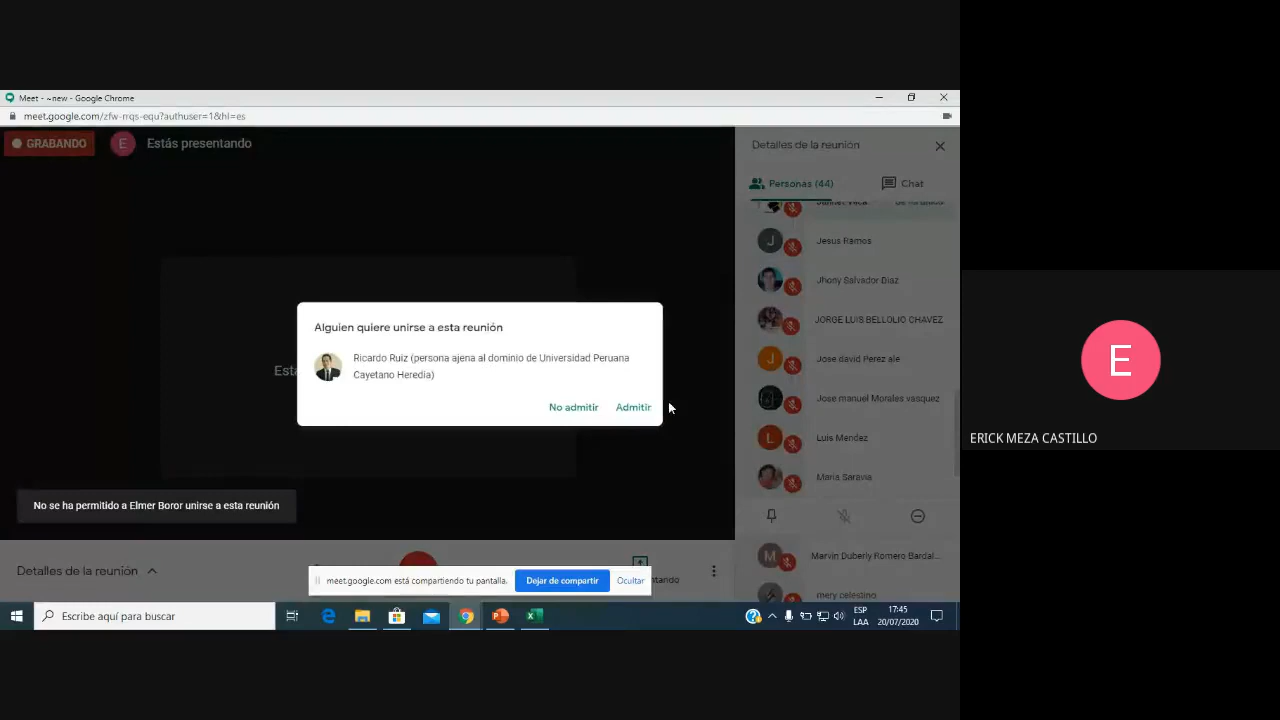 Meet - ~new - Google Chrome
meet.google.com/zfw-rrqs-equ?authuser=1&hl=es
GRABANDO
E
Estás presentando
Detalles de la reunión
Personas (44)
Chat
J
Jesus Ramos
Jhony Salvador Diaz
JORGE LUIS BELLOLIO CHAVEZ
J
Jose david Perez ale
Jose manuel Morales vasquez
L
Luis Mendez
Maria Saravia
M
Marvin Duberly Romero Bardal...
mery celestino
Alguien quiere unirse a esta reunión
Ricardo Ruiz (persona ajena al dominio de Universidad Peruana
Cayetano Heredia)
No admitir
Admitir
Está
No se ha permitido a Elmer Boror unirse a esta reunión
Detalles de la reunión
meet.google.com está compartiendo tu pantalla.
Dejar de compartir
Ocultar
ntando
Escribe aquí para buscar
ESP
LAA
17:45
20/07/2020
E
ERICK MEZA CASTILLO